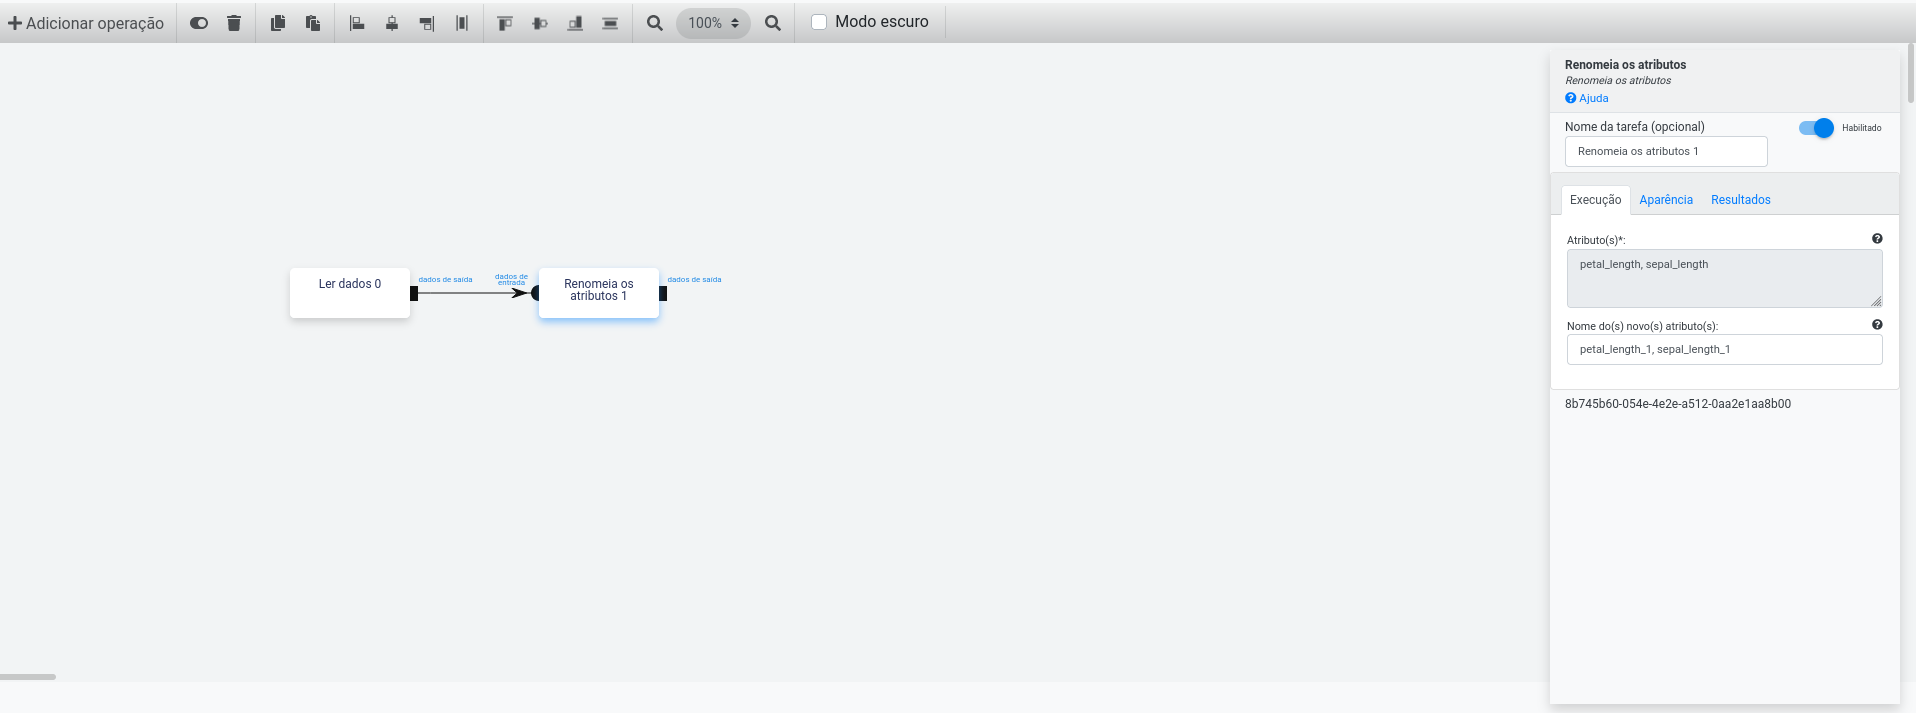 Adicionar operação
100%
Modo escuro
Renomeia os atributos
Renomeia os atributos
Ajuda
Nome da tarefa (opcional)
Habilitado
Renomeia os atributos 1
Execução
Aparência
Resultados
Atributo(s)*:
petal_length, sepal_length
Nome do(s) novo(s) atributo(s):
petal_length_1, sepal_length_1
8b745b60-054e-4e2e-a512-0aa2e1aa8b00
Ler dados 0
dados de saída
dados de
entrada
Renomeia os
atributos 1
dados de saída